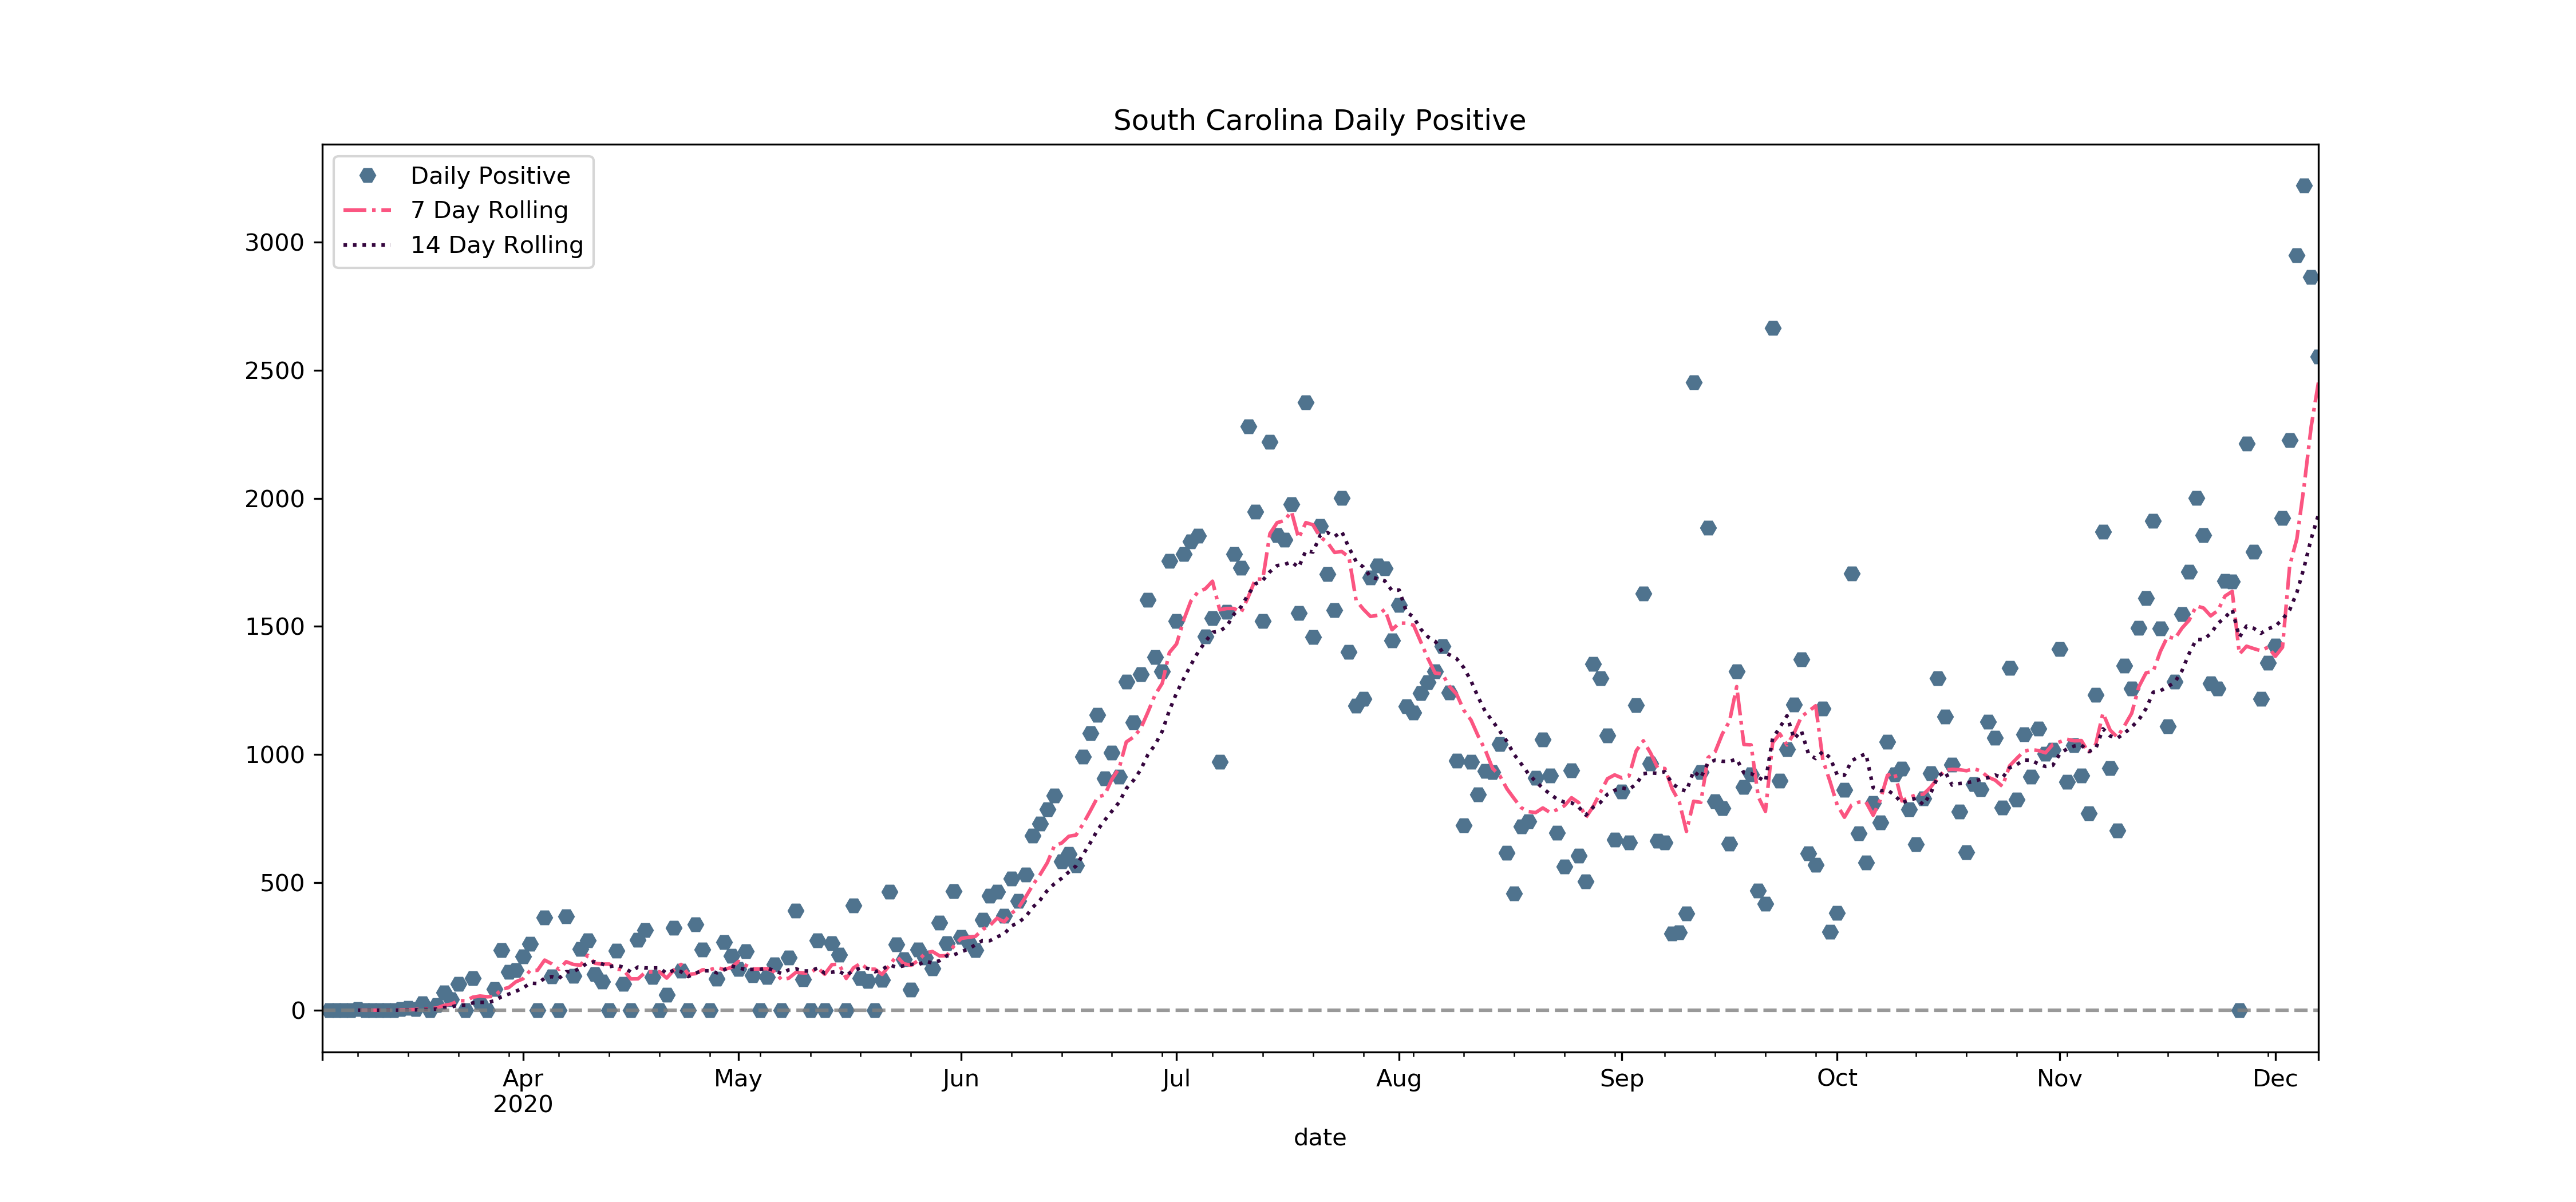 South Carolina Daily Positive
Daily Positive
7 Day Rolling
14 Day Rolling
3000
2500
2000
1500
1000
500
0
Apr May Jun Jul Aug Sep Oct Nov Dec
2020
date